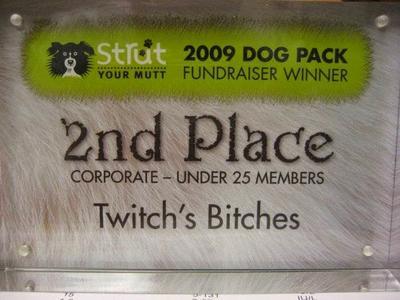 Strut
YOUR MUTT
2009 DOG PACK
FUNDRAISER WINNER
2nd Place
CORPORATE – UNDER 25 MEMBERS
Twitch's Bitches